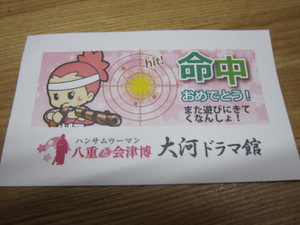 hit!
命中
おめでとう!
また遊びにきて
くなんしょ!
ハンサムウーマン
八重と会津博
大河ドラマ館